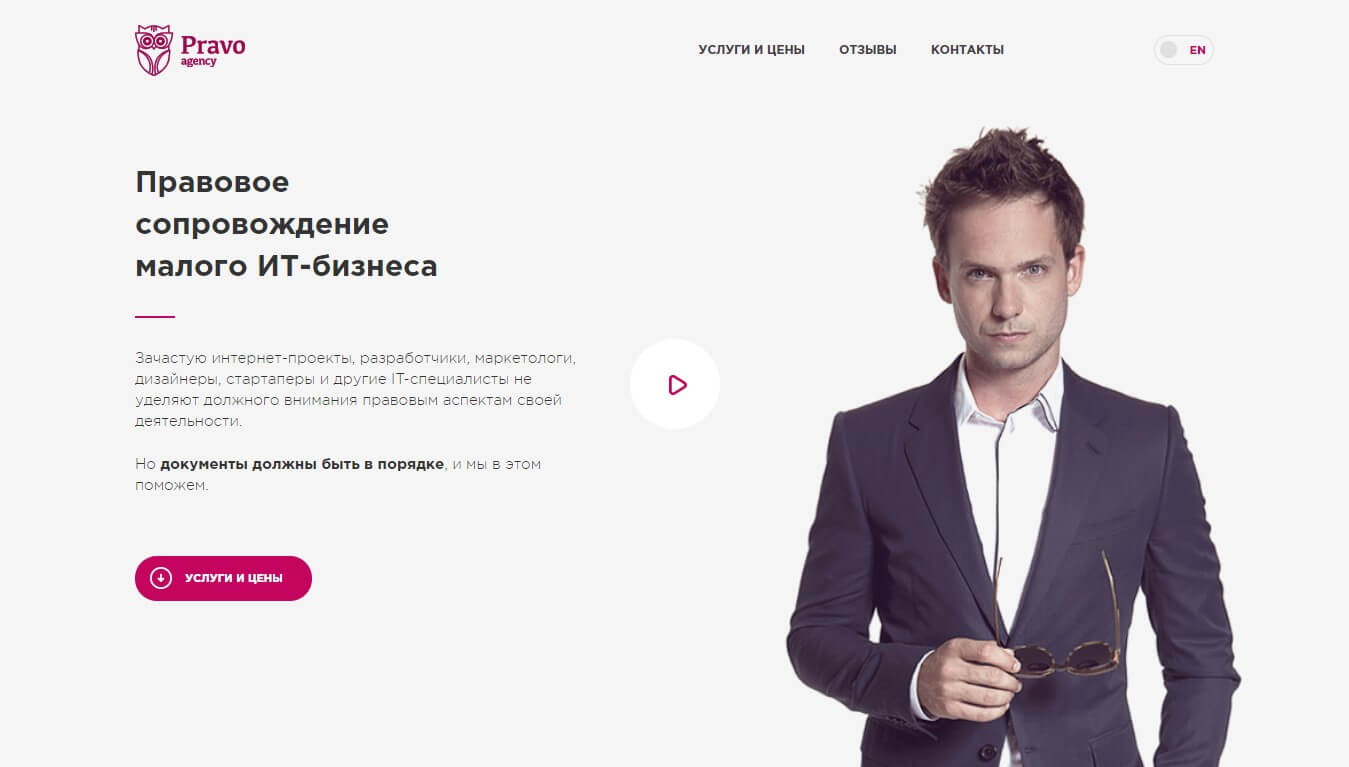 Pravo
agency
УСЛУГИ И ЦЕНЫ
ОТЗЫВЫ
КОНТАКТЫ
EN
Правовое
сопровождение
малого ИТ-бизнеса
Зачастую интернет-проекты, разработчики, маркетологи,
дизайнеры, стартаперы и другие IT-специалисты не
уделяют должного внимания правовым аспектам своей
деятельности.
Но документы должны быть в порядке, и мы в этом
поможем.
УСЛУГИ И ЦЕНЫ